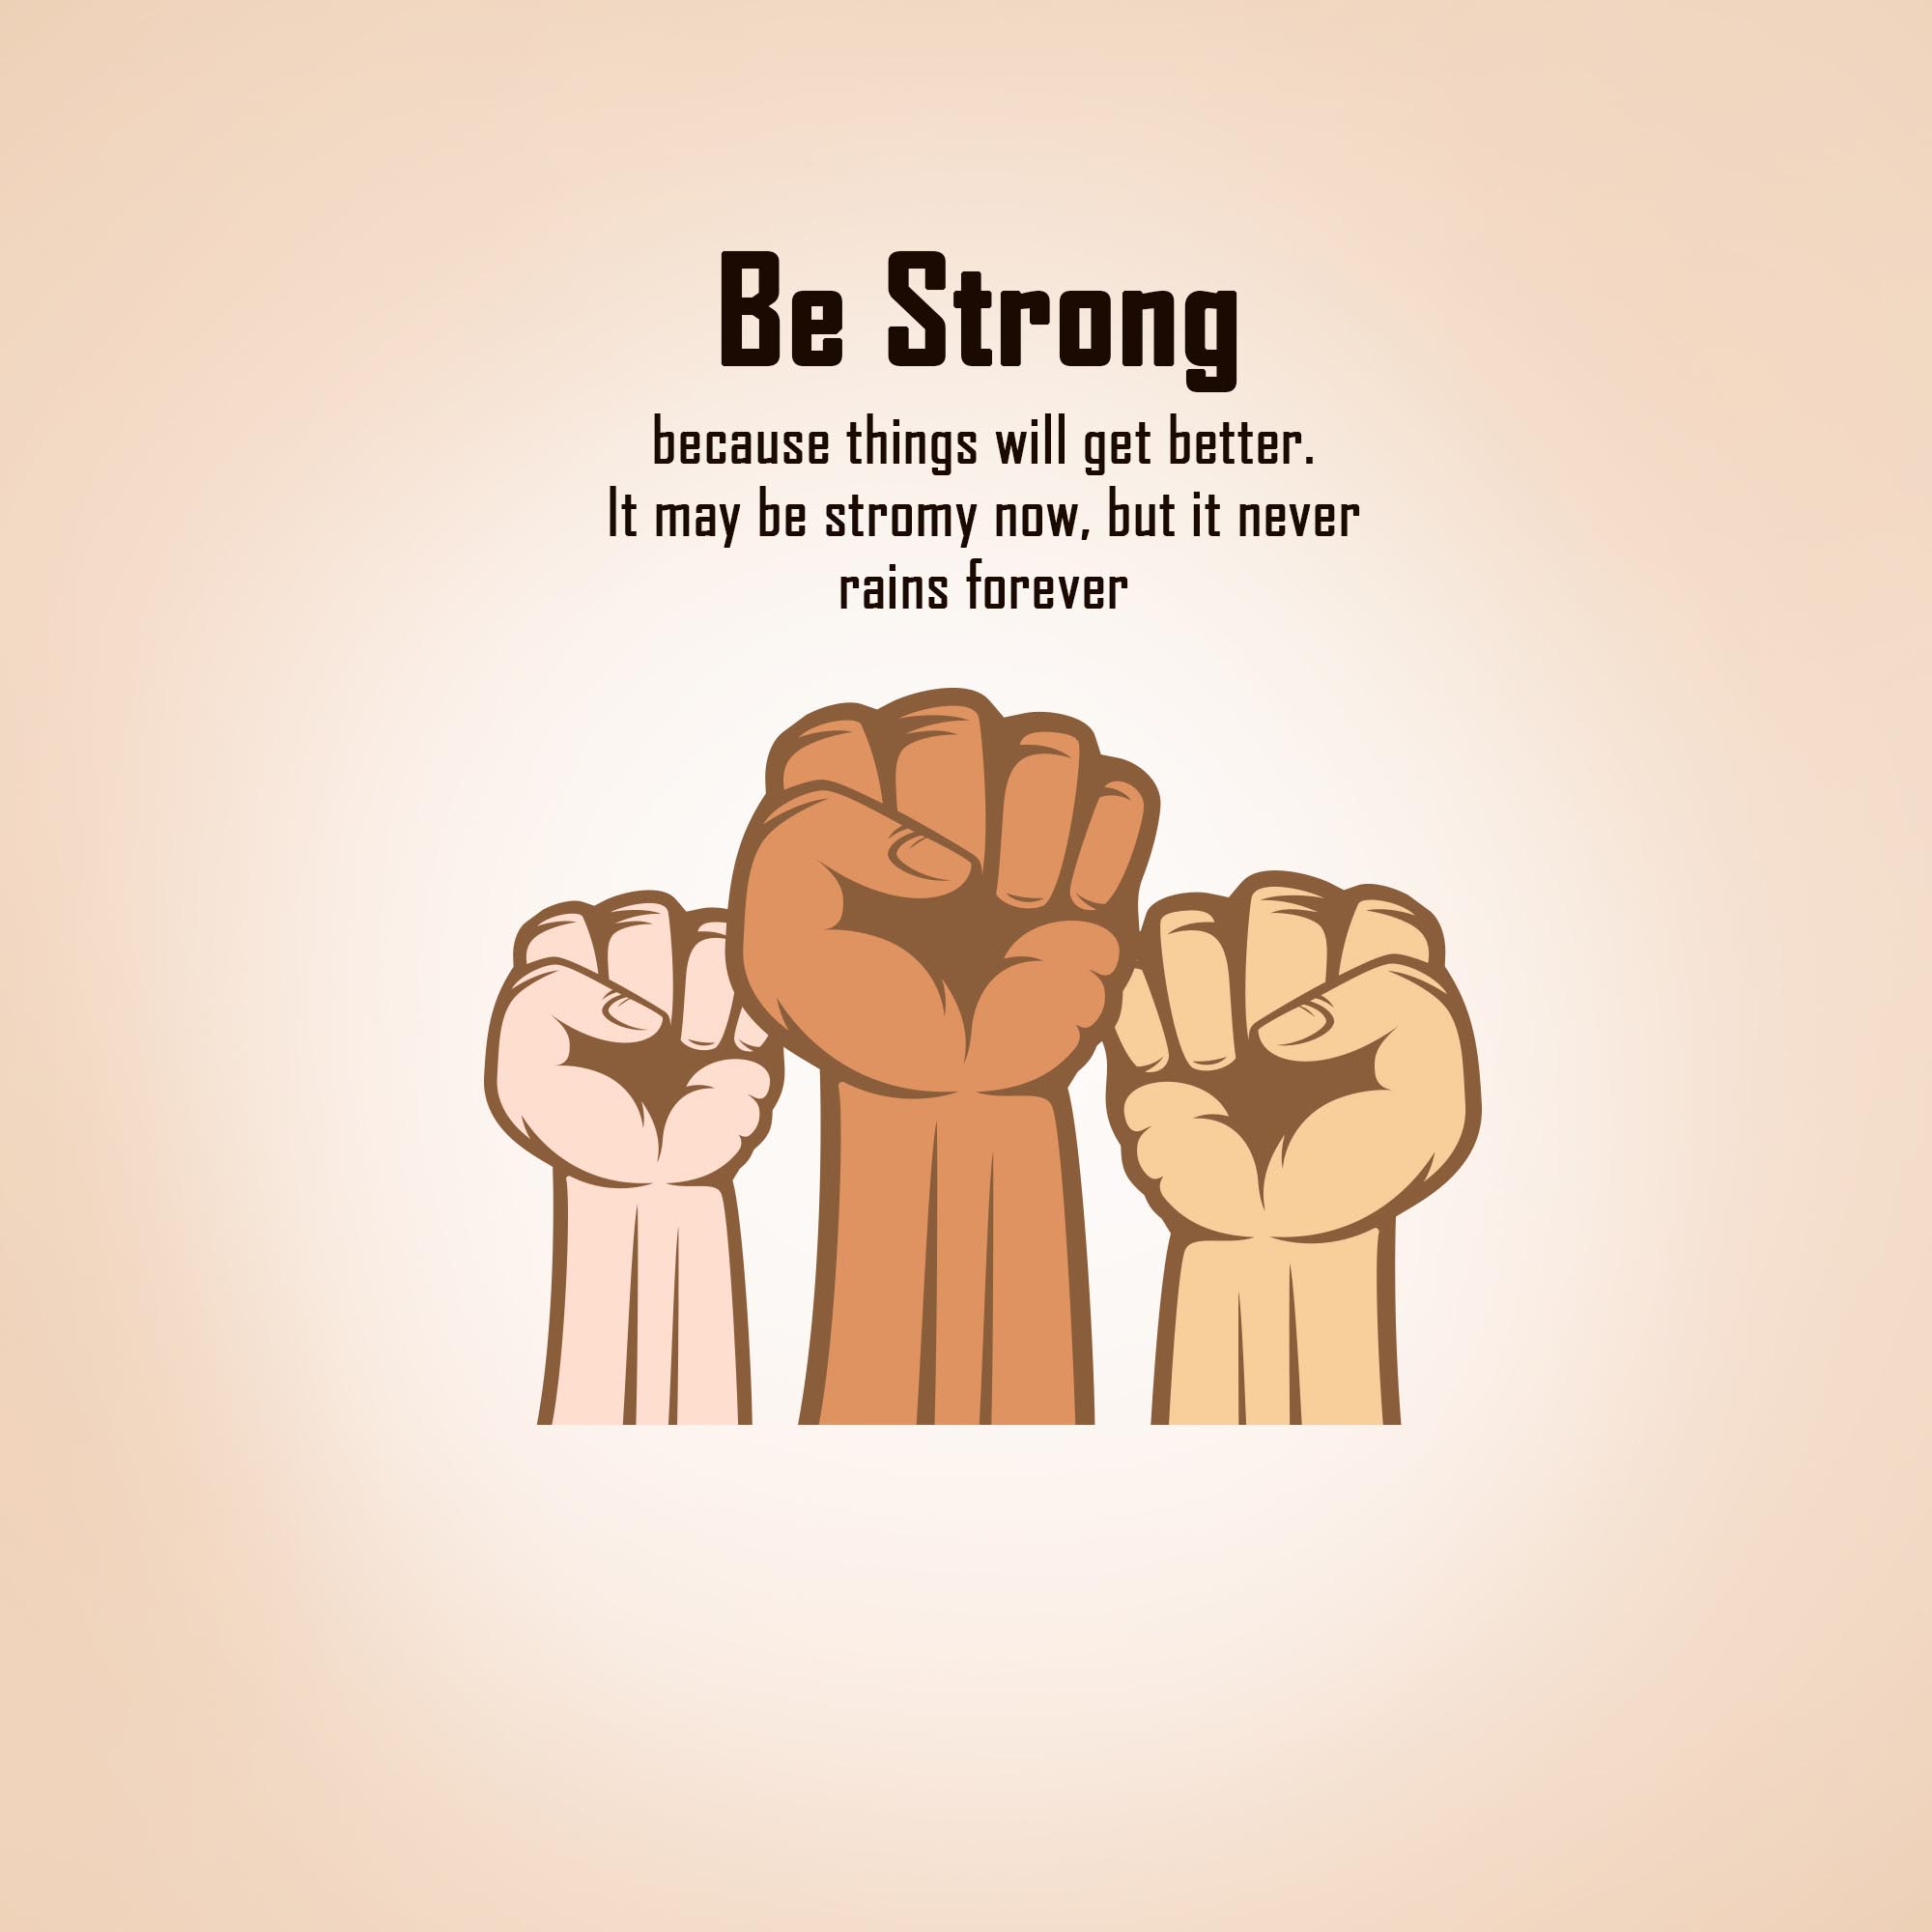 Be Strong
because things will get better.
It may be stromy now, but it never
rains forever